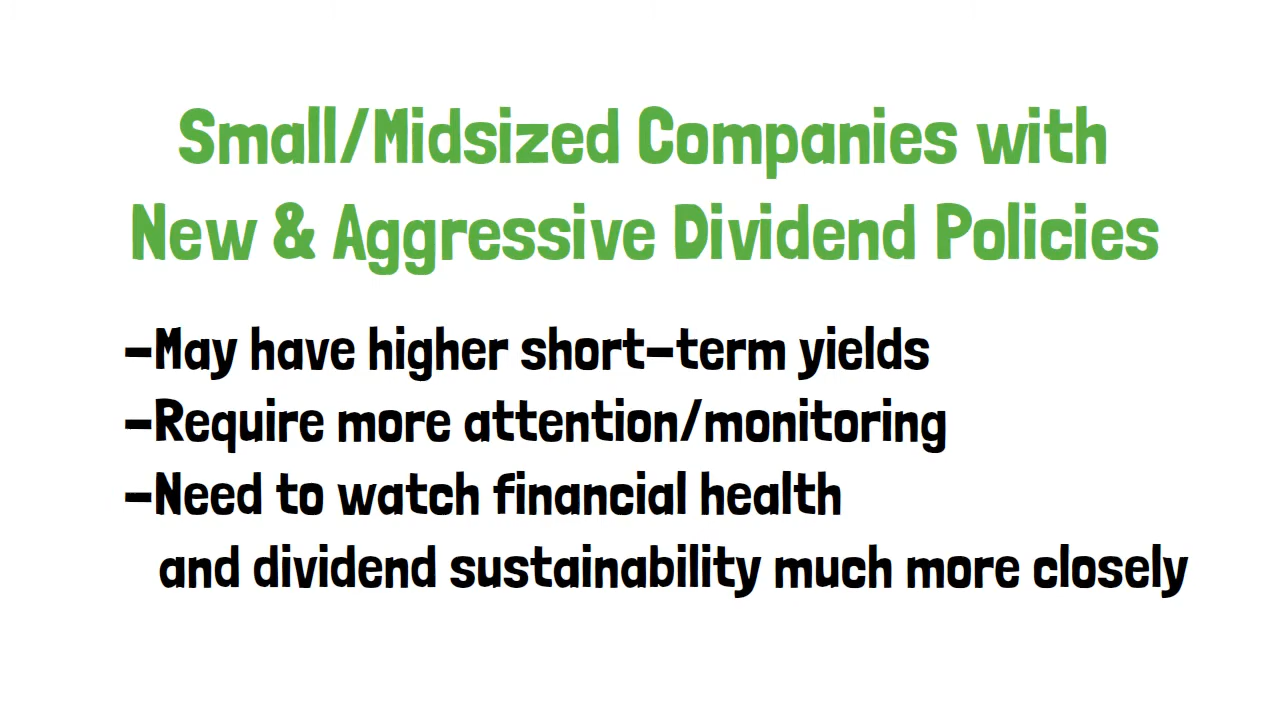 Small/Midsized Companies with
New & Aggressive Dividend Policies
-May have higher short-term yields
-Require more attention/monitoring
-Need to watch financial health
and dividend sustainability much more closely